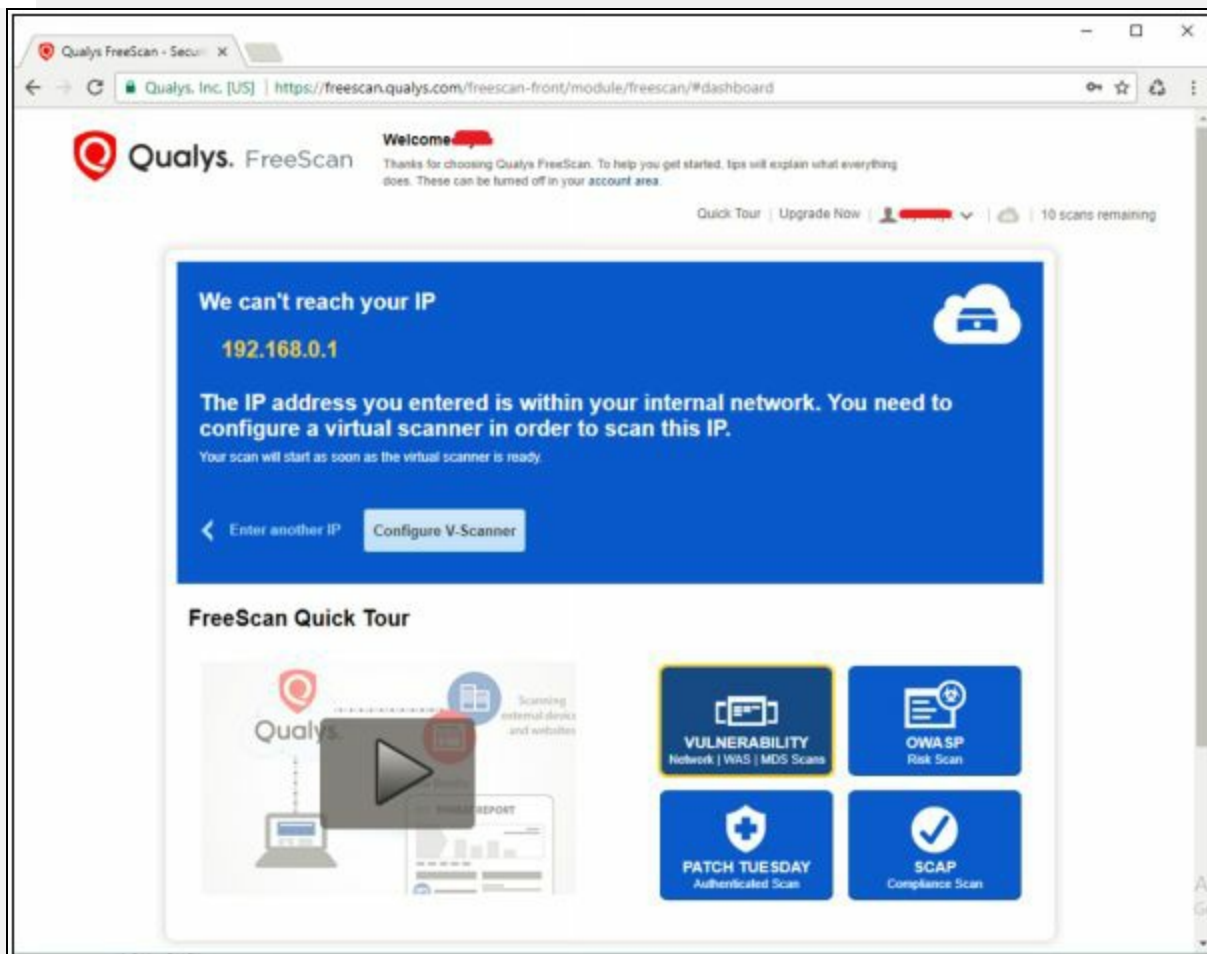 Qualys FreeScan - Secur
Qualys, Inc. [US] | https://freescan.qualys.com/freescan-front/module/freescan/#dashboard
Qualys. FreeScan
Welcome
Thanks for choosing Qualys FreeScan. To help you get started, tips will explain what everything
does. These can be turned off in your account area.
Quick Tour | Upgrade Now | | | 10 scans remaining
We can't reach your IP
192.168.0.1
The IP address you entered is within your internal network. You need to
configure a virtual scanner in order to scan this IP.
Your scan will start as soon as the virtual scanner is ready.
Enter another IP
Configure V-Scanner
FreeScan Quick Tour
Qualys.
Scanning
external device
and websites
REPORT
VULNERABILITY
Network | WAS | MDS Scans
OWASP
Risk Scan
PATCH TUESDAY
Authenticated Scan
SCAP
Compliance Scan